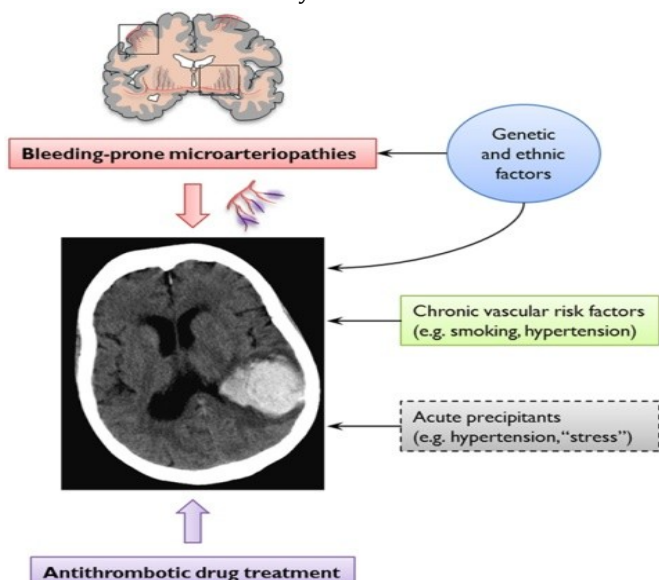 Bleeding-prone microarteriopathies
Genetic
and ethnic
factors
Chronic vascular risk factors
(e.g. smoking, hypertension)
Acute precipitants
(e.g. hypertension, “stress”)
Antithrombotic drug treatment